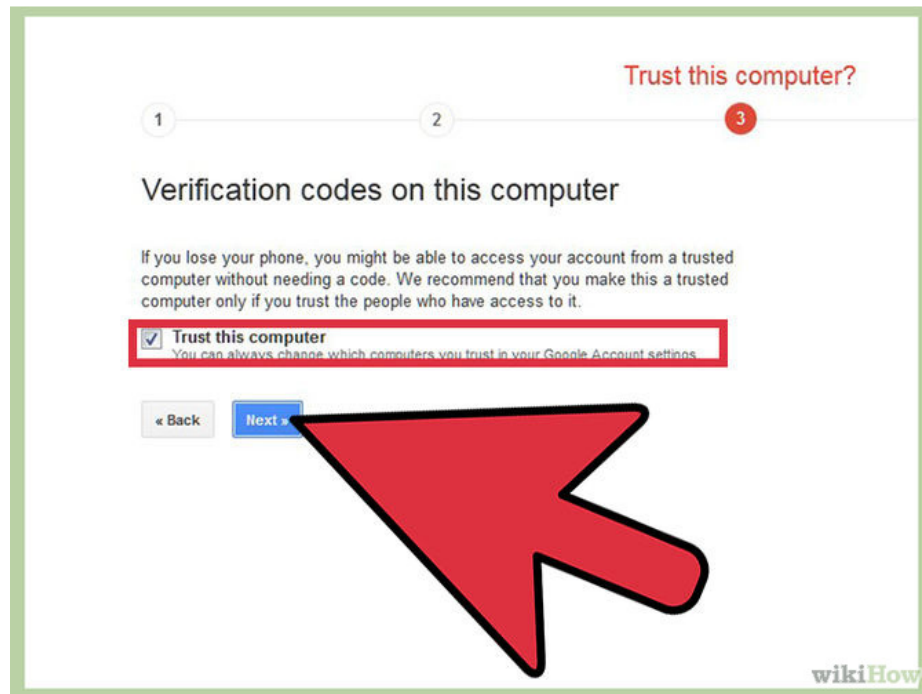 Trust this computer?
1 2 3
Verification codes on this computer
If you lose your phone, you might be able to access your account from a trusted
computer without needing a code. We recommend that you make this a trusted
computer only if you trust the people who have access to it.
Trust this computer
You can always change which computers you trust in your Google Account settings
« Back Next »
wikiHow